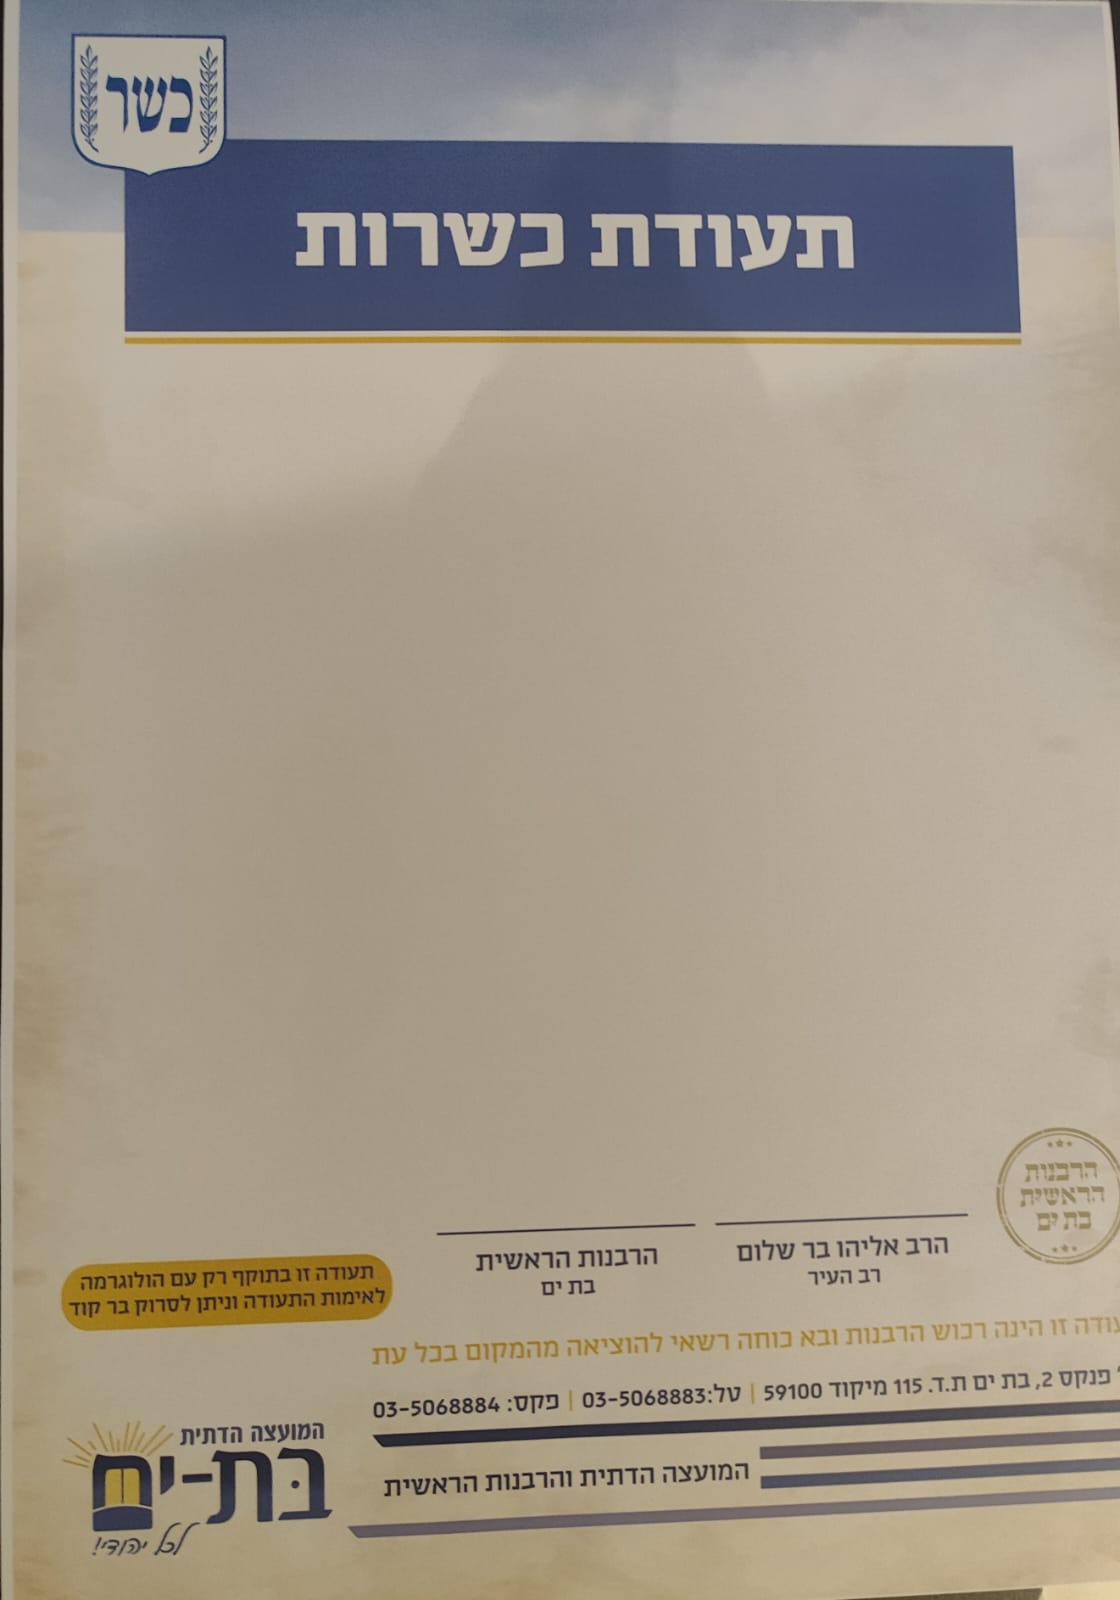 כשר
תעודת כשרות
הרבנות
הראשית
בת ים
הרב אליהו בר שלום
רב העיר
הרבנות הראשית
בת ים
תעודה זו בתוקף רק עם הולוגרמה
לאימות התעודה וניתן לסרוק בר קוד
זו הינה רכוש הרבנות ובא כוחה רשאי להוציאה מהמקום בכל עת
פנקס 2, בת ים ת.ד. 115 מיקוד 59100 | טל:03-5068883 | פקס: 03-5068884
המועצה הדתית והרבנות הראשית
המועצה הדתית
בת-ים
לכל יהודי!